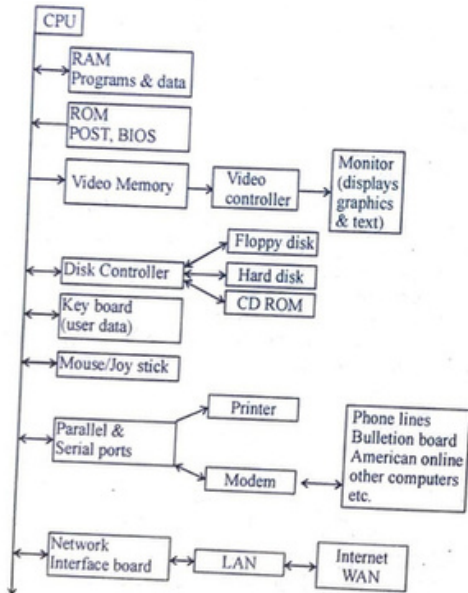 CPU
RAM
Programs & data
ROM
POST, BIOS
Video Memory
Video
controller
Monitor
(displays
graphics
& text)
Disk Controller
Floppy disk
Hard disk
CD ROM
Key board
(user data)
Mouse/Joy stick
Parallel &
Serial ports
Printer
Modem
Phone lines
Bulletion board
American online
other computers
etc.
Network
Interface board
LAN
Internet
WAN